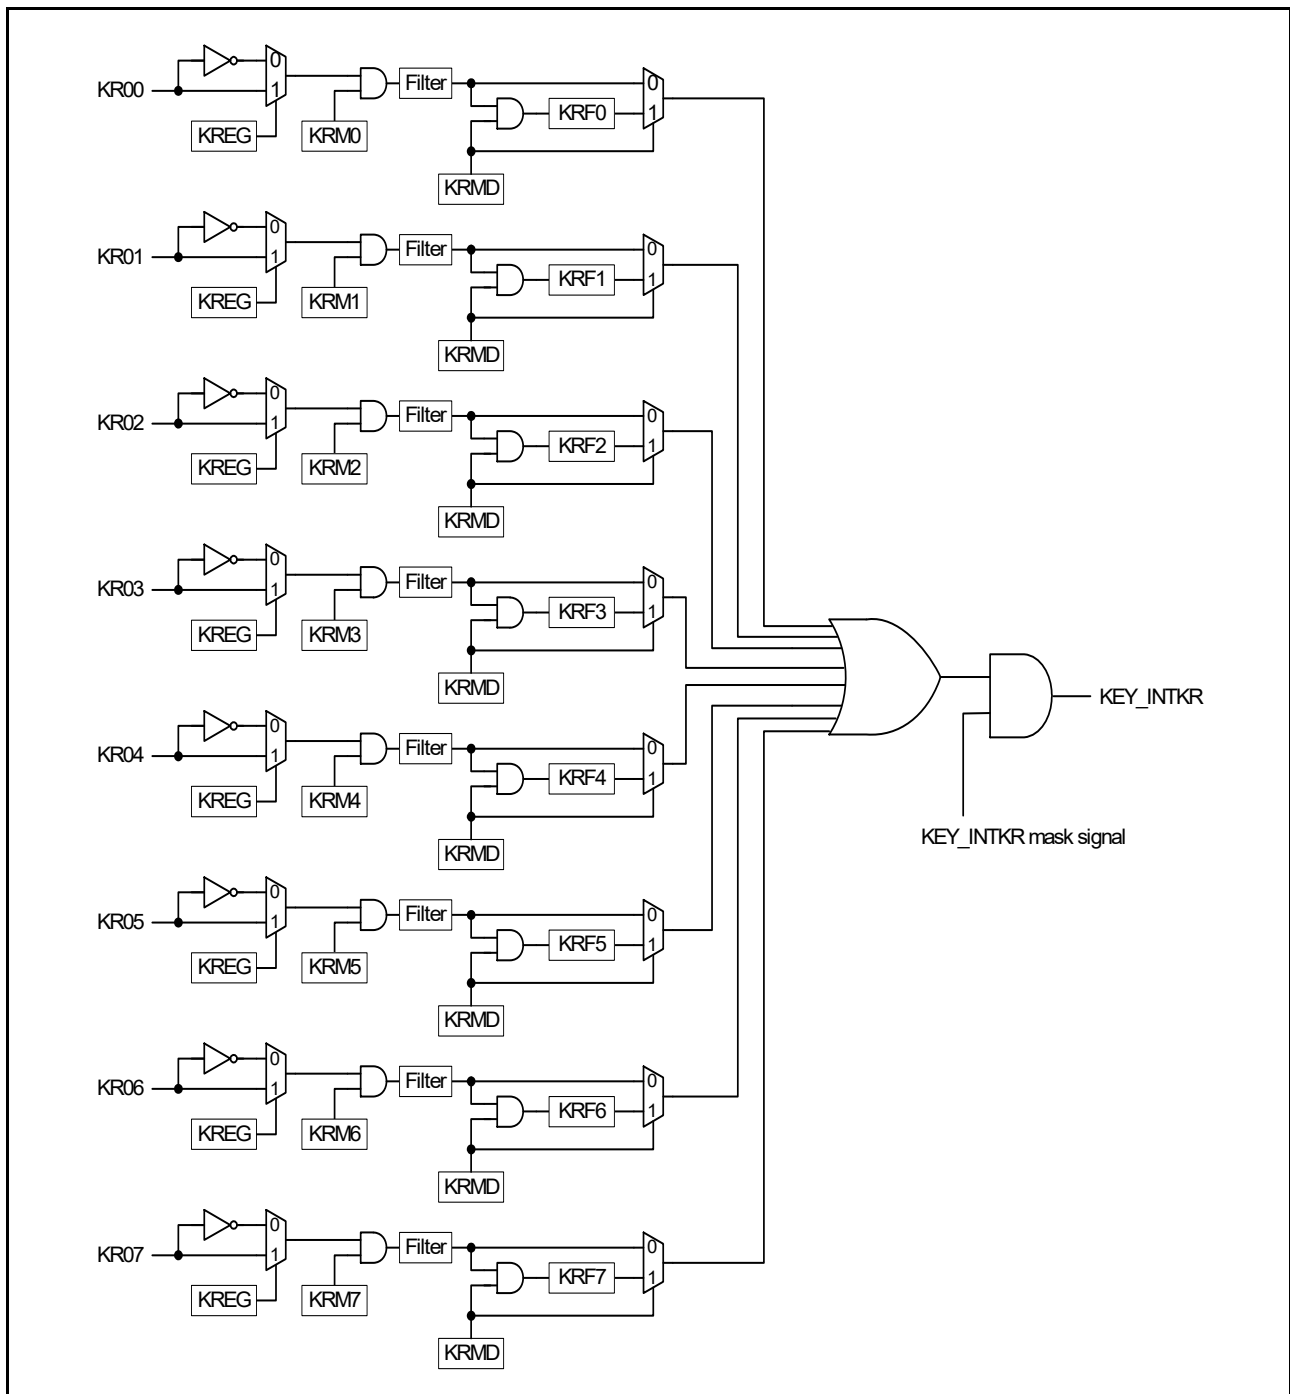 0
KR00 1 Filter 0
KREG KRM0 KRF0 1
KRMD
0
KR01 1 Filter 0
KREG KRM1 KRF1 1
KRMD
0
KR02 1 Filter 0
KREG KRM2 KRF2 1
KRMD
0
KR03 1 Filter 0
KREG KRM3 KRF3 1
KRMD
KEY_INTKR
0
KR04 1 Filter 0
KREG KRM4 KRF4 1
KRMD
KEY_INTKR mask signal
0
KR05 1 Filter 0
KREG KRM5 KRF5 1
KRMD
0
KR06 1 Filter 0
KREG KRM6 KRF6 1
KRMD
0
KR07 1 Filter 0
KREG KRM7 KRF7 1
KRMD